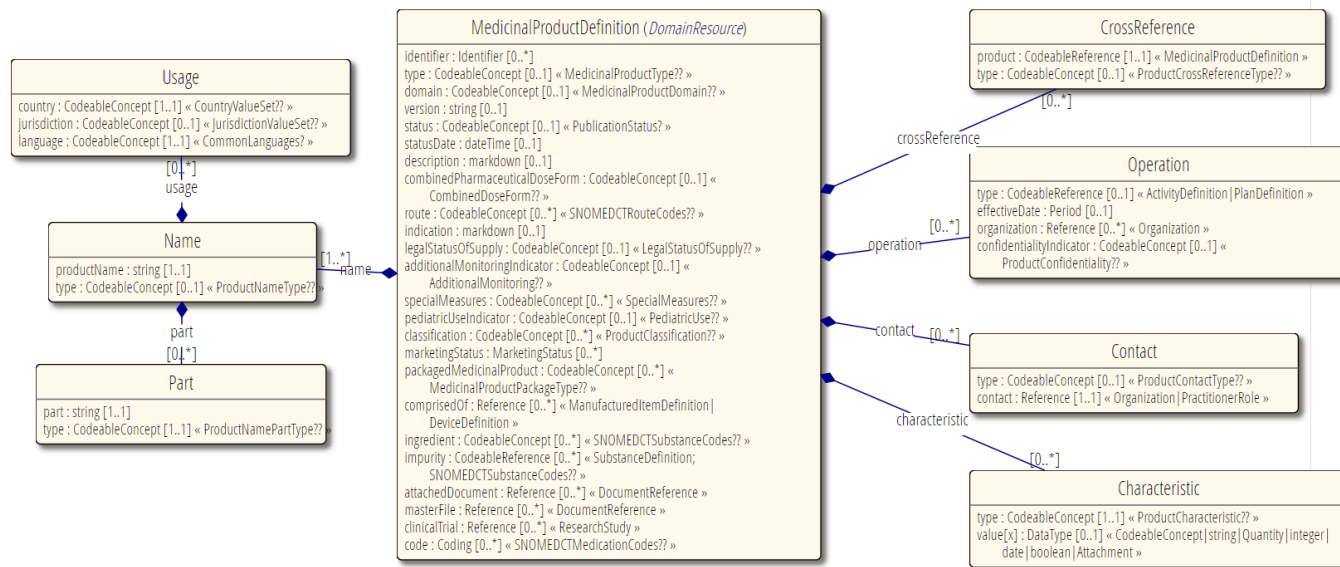 Usage
country : CodeableConcept [1..1] « CountryValueSet?? »
jurisdiction : CodeableConcept [0..1] « JurisdictionValueSet?? »
language : CodeableConcept [1..1] « CommonLanguages? »
[0..*]
usage
Name
productName : string [1..1]
type : CodeableConcept [0..1] « ProductNameType?? »
part
[0..*]
Part
part : string [1..1]
type : CodeableConcept [1..1] « ProductNamePartType?? »
[1..*]
name
MedicinalProductDefinition (DomainResource)
identifier : Identifier [0..*]
type : CodeableConcept [0..1] « MedicinalProductType?? »
domain : CodeableConcept [0..1] « MedicinalProductDomain?? »
version : string [0..1]
status : CodeableConcept [0..1] « PublicationStatus? »
statusDate : dateTime [0..1]
description : markdown [0..1]
combinedPharmaceuticalDoseForm : CodeableConcept [0..1] «
CombinedDoseForm?? »
route : CodeableConcept [0..*] « SNOMEDCTRouteCodes?? »
indication : markdown [0..1]
legalStatusOfSupply : CodeableConcept [0..1] « LegalStatusOfSupply?? »
additionalMonitoringIndicator : CodeableConcept [0..1] «
AdditionalMonitoring?? »
specialMeasures : CodeableConcept [0..*] « SpecialMeasures?? »
pediatricUseIndicator : CodeableConcept [0..1] « PediatricUse?? »
classification : CodeableConcept [0..*] « ProductClassification?? »
marketingStatus : MarketingStatus [0..*]
packagedMedicinalProduct : CodeableConcept [0..*] «
MedicinalProductPackageType?? »
comprisedOf : Reference [0..*] « ManufacturedItemDefinition|
DeviceDefinition »
ingredient : CodeableConcept [0..*] « SNOMEDCTSubstanceCodes?? »
impurity : CodeableReference [0..*] « SubstanceDefinition;
SNOMEDCTSubstanceCodes?? »
attachedDocument : Reference [0..*] « DocumentReference »
masterFile : Reference [0..*] « DocumentReference »
clinicalTrial : Reference [0..*] « ResearchStudy »
code : Coding [0..*] « SNOMEDCTMedicationCodes?? »
CrossReference
product : CodeableReference [1..1] « MedicinalProductDefinition »
type : CodeableConcept [0..1] « ProductCrossReferenceType?? »
[0..*]
crossReference
Operation
type : CodeableReference [0..1] « ActivityDefinition|PlanDefinition »
effectiveDate : Period [0..1]
organization : Reference [0..*] « Organization »
confidentialityIndicator : CodeableConcept [0..1] «
ProductConfidentiality?? »
[0..*]
operation
contact
[0..*]
Contact
type : CodeableConcept [0..1] « ProductContactType?? »
contact : Reference [1..1] « Organization|PractitionerRole »
characteristic
[0..*]
Characteristic
type : CodeableConcept [1..1] « ProductCharacteristic?? »
value[x] : DataType [0..1] « CodeableConcept|string|Quantity|integer|
date|boolean|Attachment »